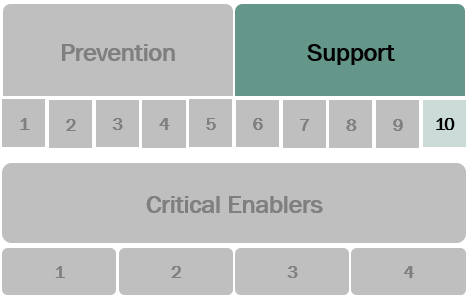 Prevention Support
1 2 3 4 5 6 7 8 9 10
Critical Enablers
1 2 3 4